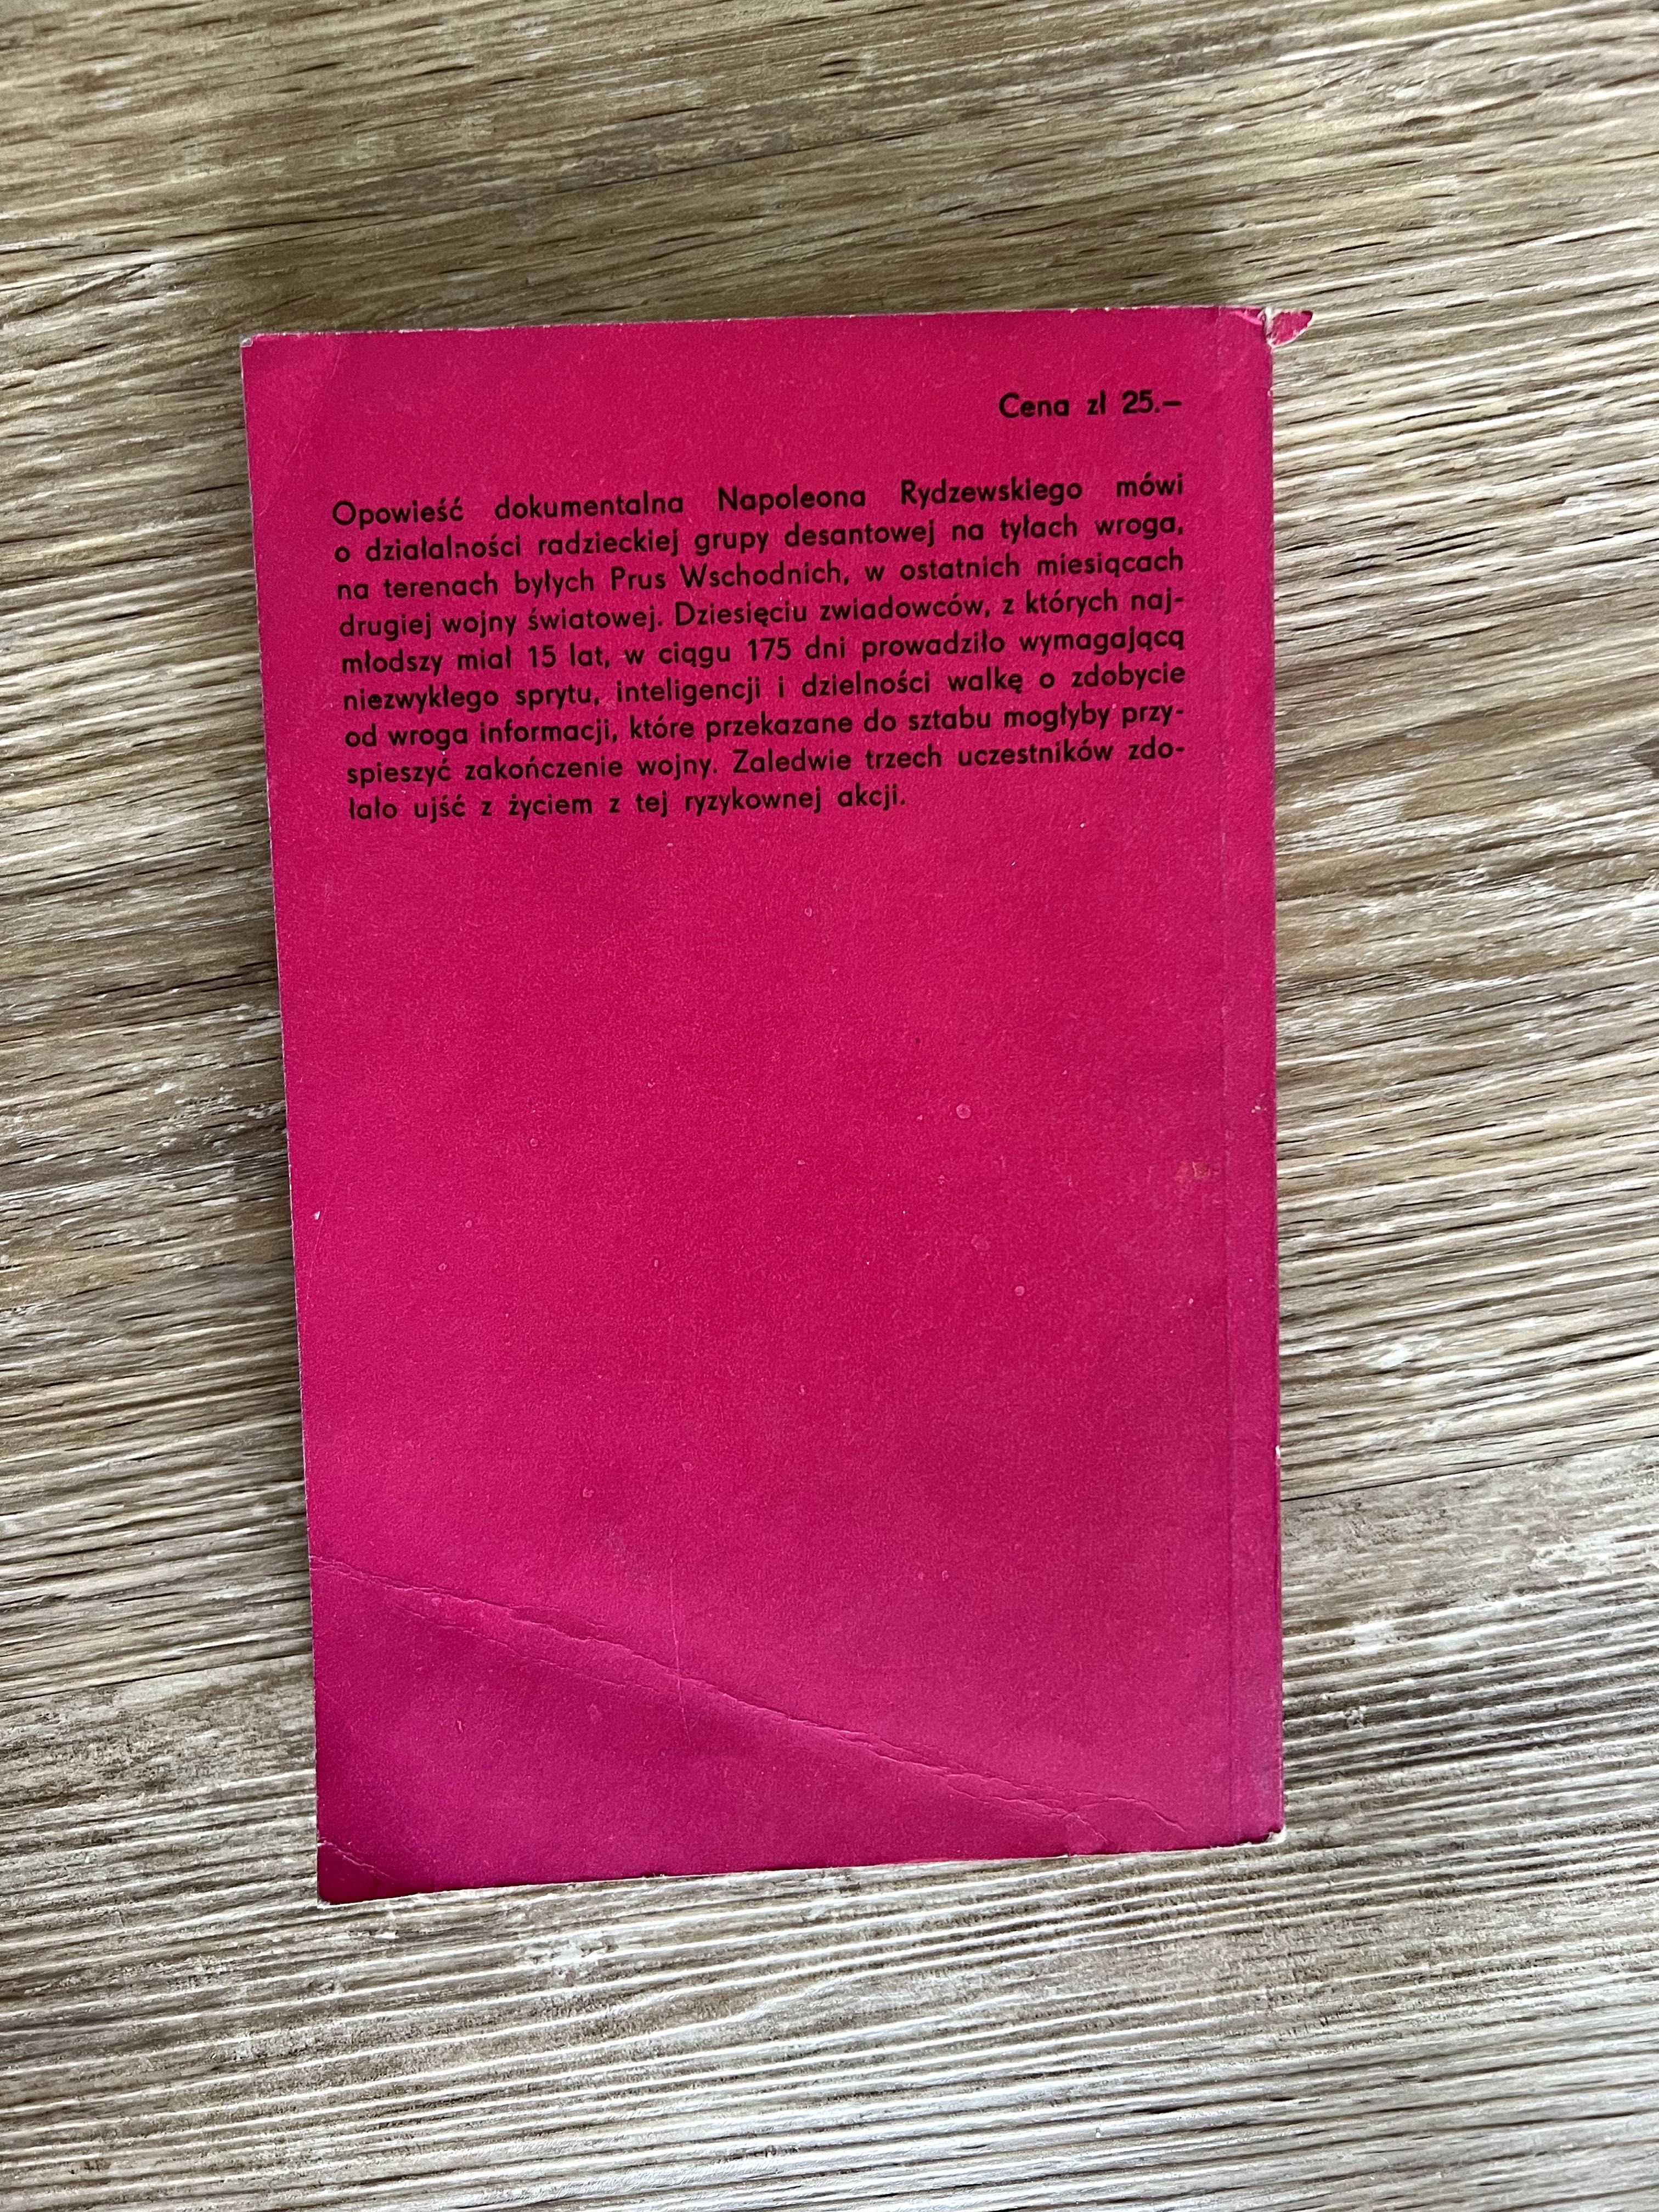 Cena zł 25.—
Opowieść dokumentalna Napoleona Rydzewskiego mówi
o działalności radzieckiej grupy desantowej na tyłach wroga,
na terenach byłych Prus Wschodnich, w ostatnich miesiącach
drugiej wojny światowej. Dziesięciu zwiadowców, z których naj-
młodszy miał 15 lat, w ciągu 175 dni prowadziło wymagającą
niezwykłego sprytu, inteligencji i dzielności walkę o zdobycie
od wroga informacji, które przekazane do sztabu mogłyby przy-
spieszyć zakończenie wojny. Zaledwie trzech uczestników zdo-
łało ujść z życiem z tej ryzykownej akcji.